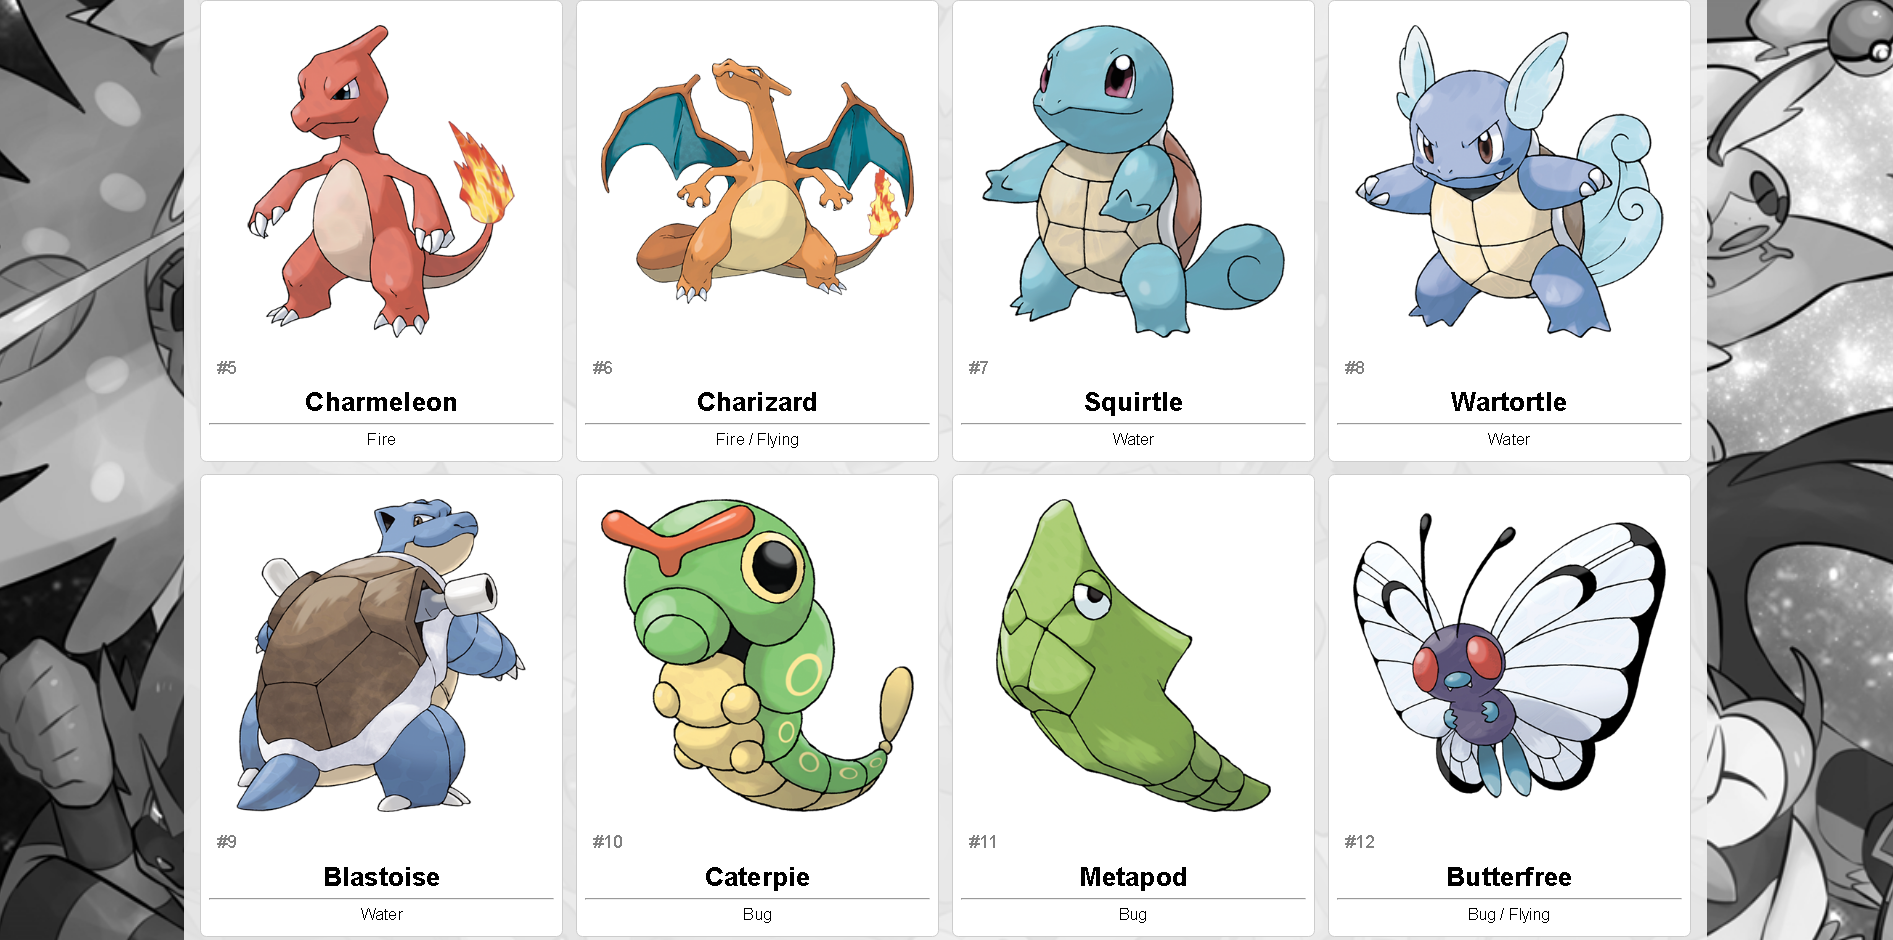 #5
Charmeleon
Fire
#6
Charizard
Fire / Flying
#7
Squirtle
Water
#8
Wartortle
Water
#9
Blastoise
Water
#10
Caterpie
Bug
#11
Metapod
Bug
#12
Butterfree
Bug / Flying